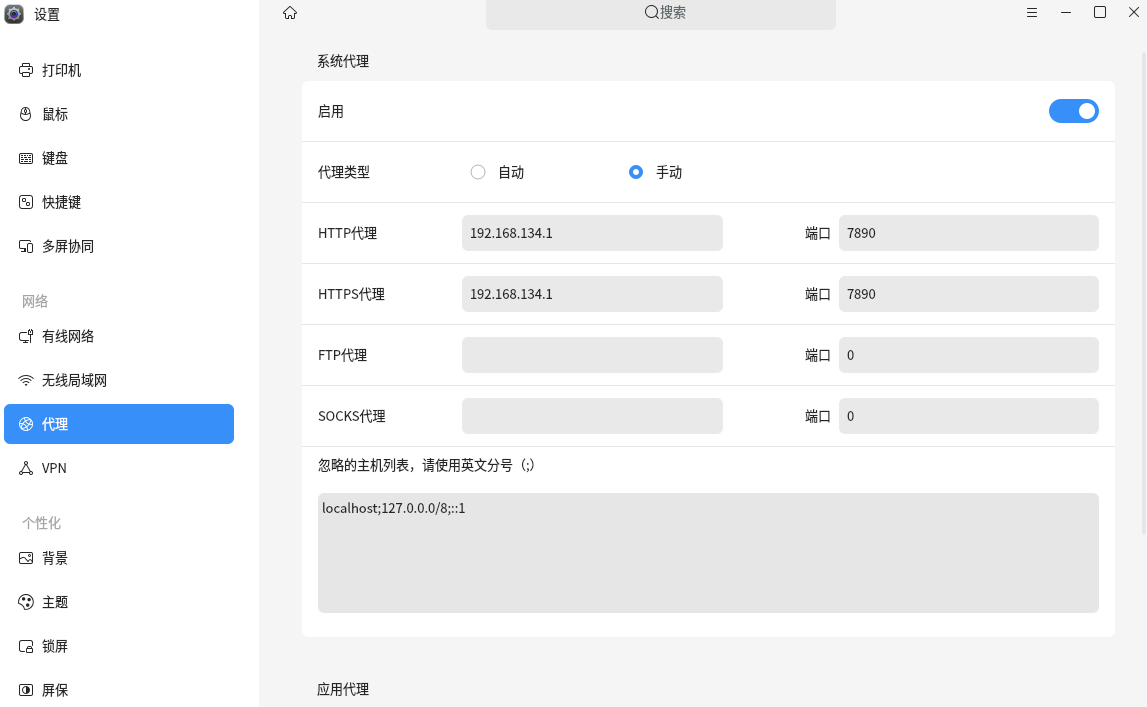 设置
搜索
打印机
鼠标
键盘
快捷键
多屏协同
网络
有线网络
无线局域网
代理
VPN
个性化
背景
主题
锁屏
屏保
系统代理
启用
代理类型 自动 手动
HTTP代理 192.168.134.1 端口 7890
HTTPS代理 192.168.134.1 端口 7890
FTP代理 端口 0
SOCKS代理 端口 0
忽略的主机列表，请使用英文分号（;）
localhost;127.0.0.0/8;::1
应用代理